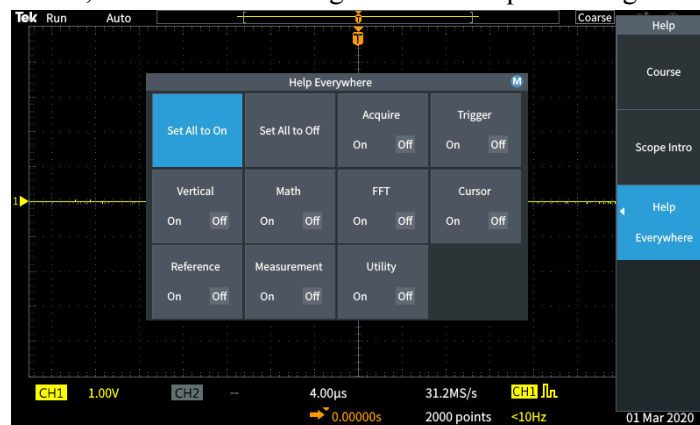 Tek Run Auto Coarse
Help
Course
Scope Intro
Help
Everywhere
Help Everywhere M
Set All to On Set All to Off Acquire Trigger
On Off On Off
Vertical Math FFT Cursor
On Off On Off On Off On Off
Reference Measurement Utility
On Off On Off On Off
1
CH1 1.00V CH2 -- 4.00µs 31.2MS/s CH1
0.00000s 2000 points <10Hz 01 Mar 2020